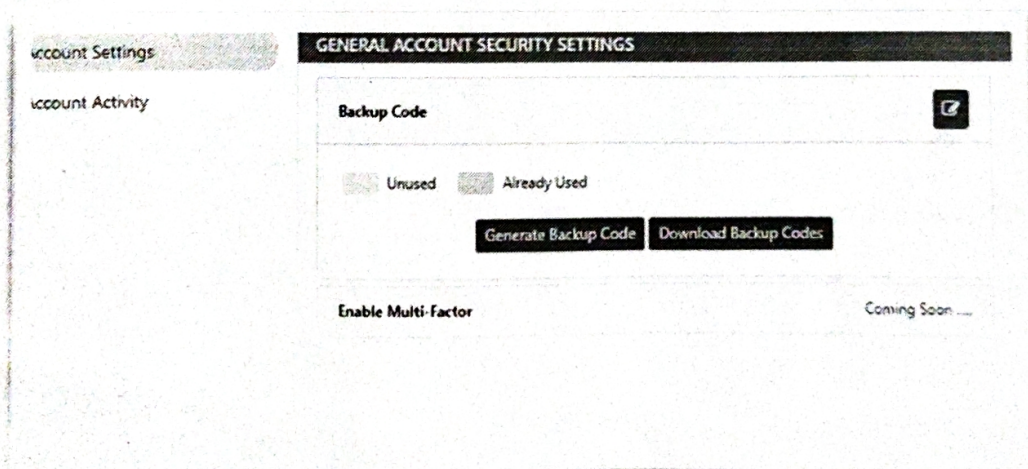 ccount Settings
GENERAL ACCOUNT SECURITY SETTINGS
ccount Activity
Backup Code
Unused
Already Used
Generate Backup Code
Download Backup Codes
Enable Multi-Factor
Coming Soon ....